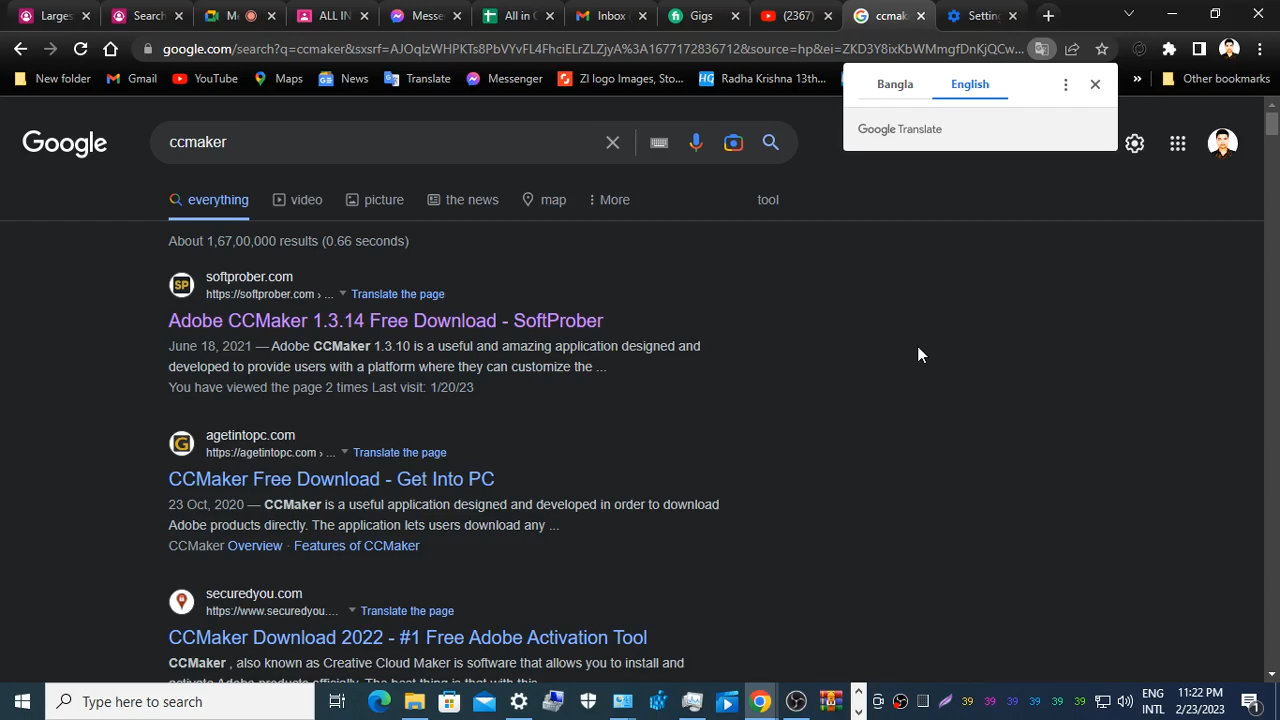 Larges
Search
M
ALL IN
Messe
All in C
Inbox
Gigs
(2367)
ccmak
Setting
google.com/search?q=ccmaker&sxsrf=AJOqlzWHPKTs8PbVYvFL4FhciELrZLZjyA%3A1677172836712&source=hp&ei=ZKD3Y8ixKbWMmgfDnKjQCw...
New folder
Gmail
YouTube
Maps
News
Translate
Messenger
ZI logo Images, Sto...
Radha Krishna 13th...
»
Other bookmarks
Bangla
English
Google Translate
Google
ccmaker
everything
video
picture
the news
map
More
tool
About 1,67,00,000 results (0.66 seconds)
SP
softprober.com
https://softprober.com › ...
Translate the page
Adobe CCMaker 1.3.14 Free Download - SoftProber
June 18, 2021 — Adobe CCMaker 1.3.10 is a useful and amazing application designed and
developed to provide users with a platform where they can customize the ...
You have viewed the page 2 times Last visit: 1/20/23
G
agetintopc.com
https://agetintopc.com › ...
Translate the page
CCMaker Free Download - Get Into PC
23 Oct, 2020 — CCMaker is a useful application designed and developed in order to download
Adobe products directly. The application lets users download any ...
CCMaker Overview · Features of CCMaker
securedyou.com
https://www.securedyou....
Translate the page
CCMaker Download 2022 - #1 Free Adobe Activation Tool
CCMaker , also known as Creative Cloud Maker is software that allows you to install and
Type here to search
39
39
39
39
39
39
ENG
INTL
11:22 PM
2/23/2023